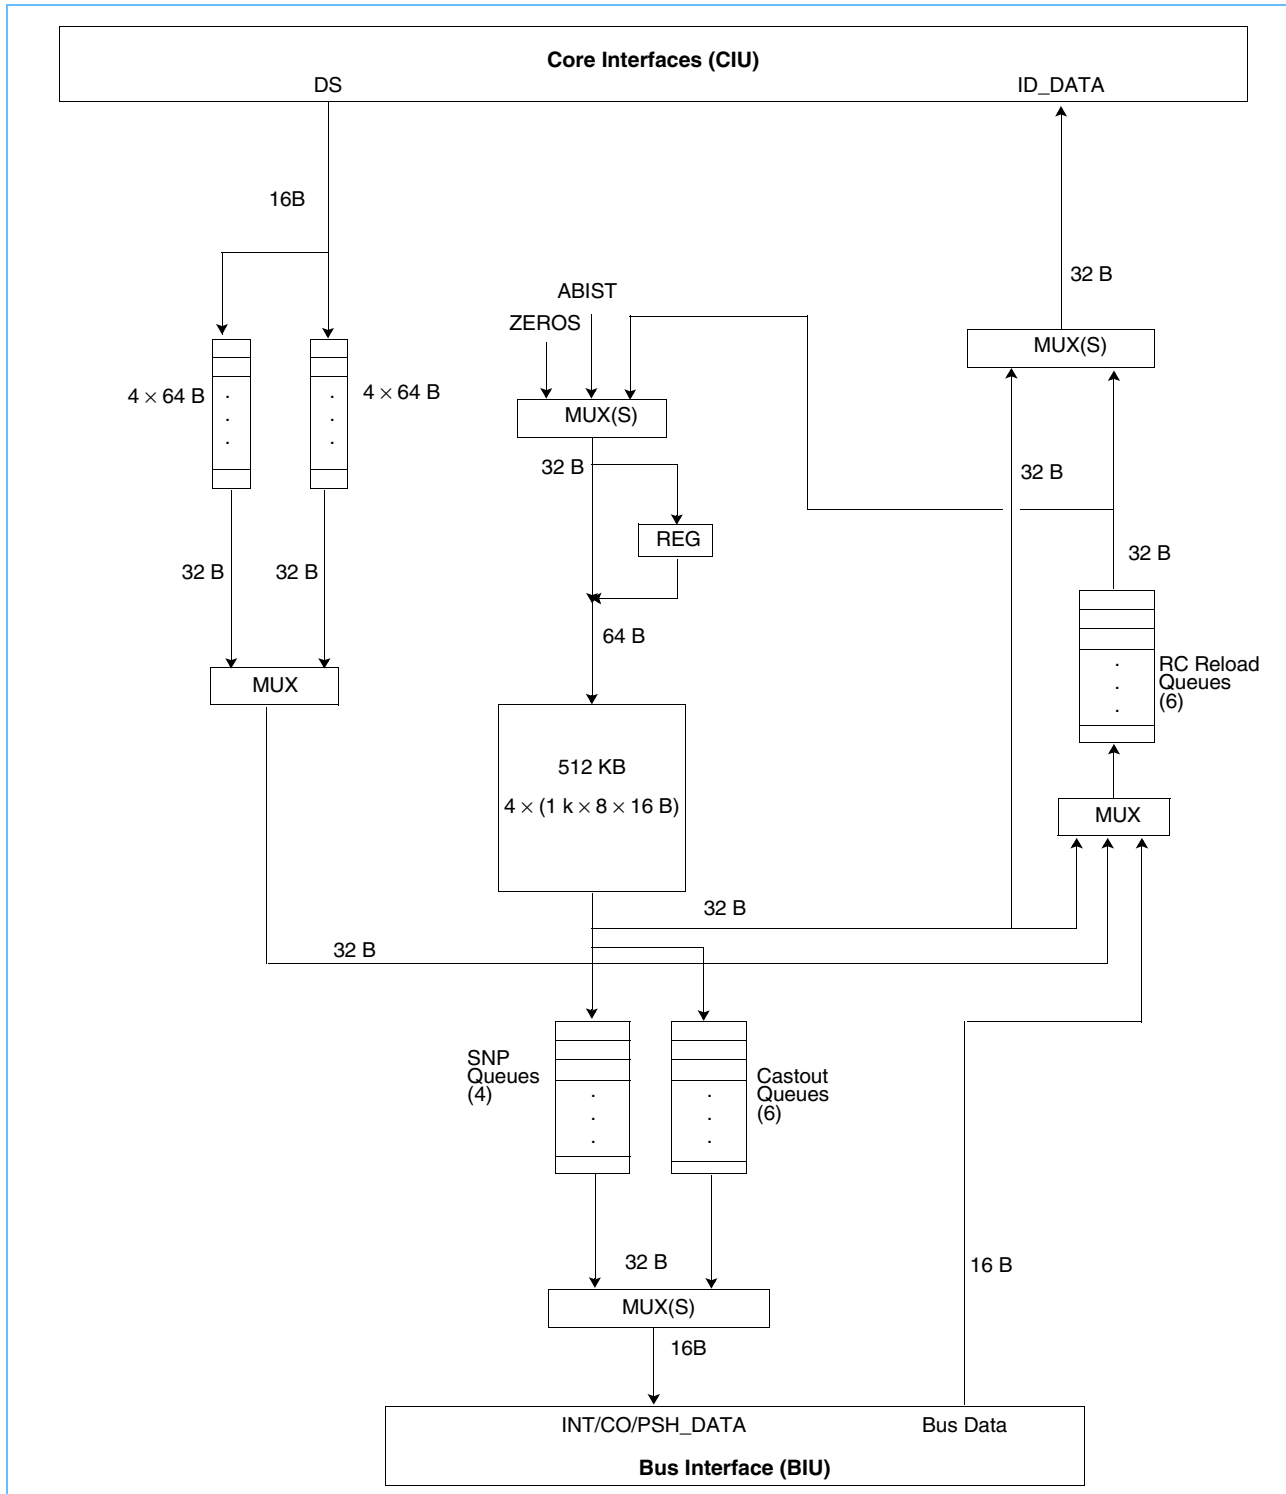 Core Interfaces (CIU)
DS
ID_DATA
16B
32 B
ABIST
ZEROS
MUX(S)
MUX(S)
4 × 64 B
4 × 64 B
32 B
32 B
REG
32 B
32 B
32 B
64 B
MUX
RC Reload
Queues
(6)
512 KB
4 × (1 k × 8 × 16 B)
MUX
32 B
32 B
SNP
Queues
(4)
Castout
Queues
(6)
32 B
16 B
MUX(S)
16B
INT/CO/PSH_DATA
Bus Data
Bus Interface (BIU)